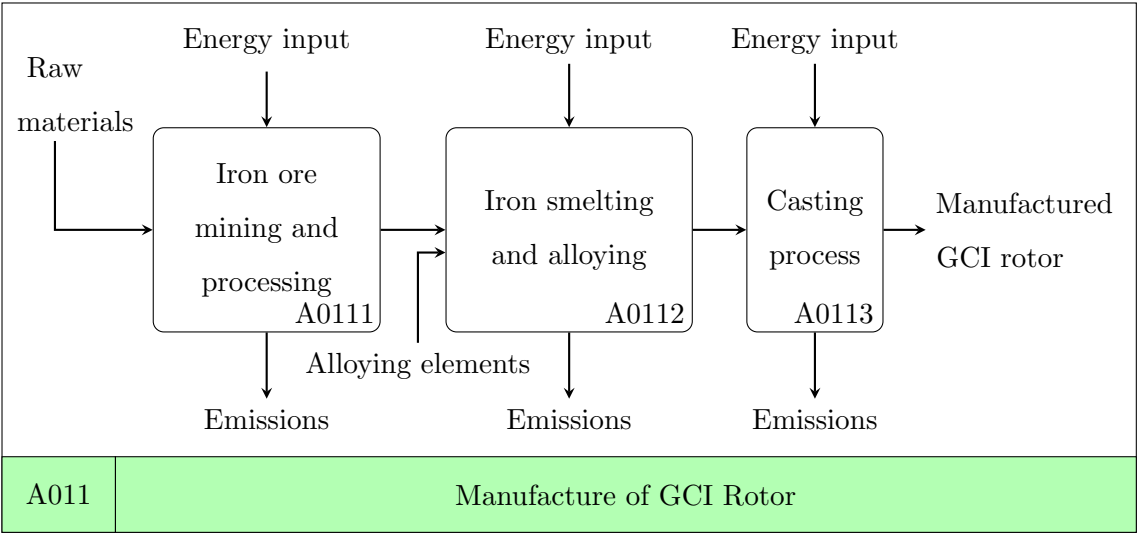 Energy input
Energy input
Energy input
Raw
materials
Iron ore
mining and
processing
A0111
Iron smelting
and alloying
A0112
Casting
process
A0113
Manufactured
GCI rotor
Alloying elements
Emissions
Emissions
Emissions
A011
Manufacture of GCI Rotor